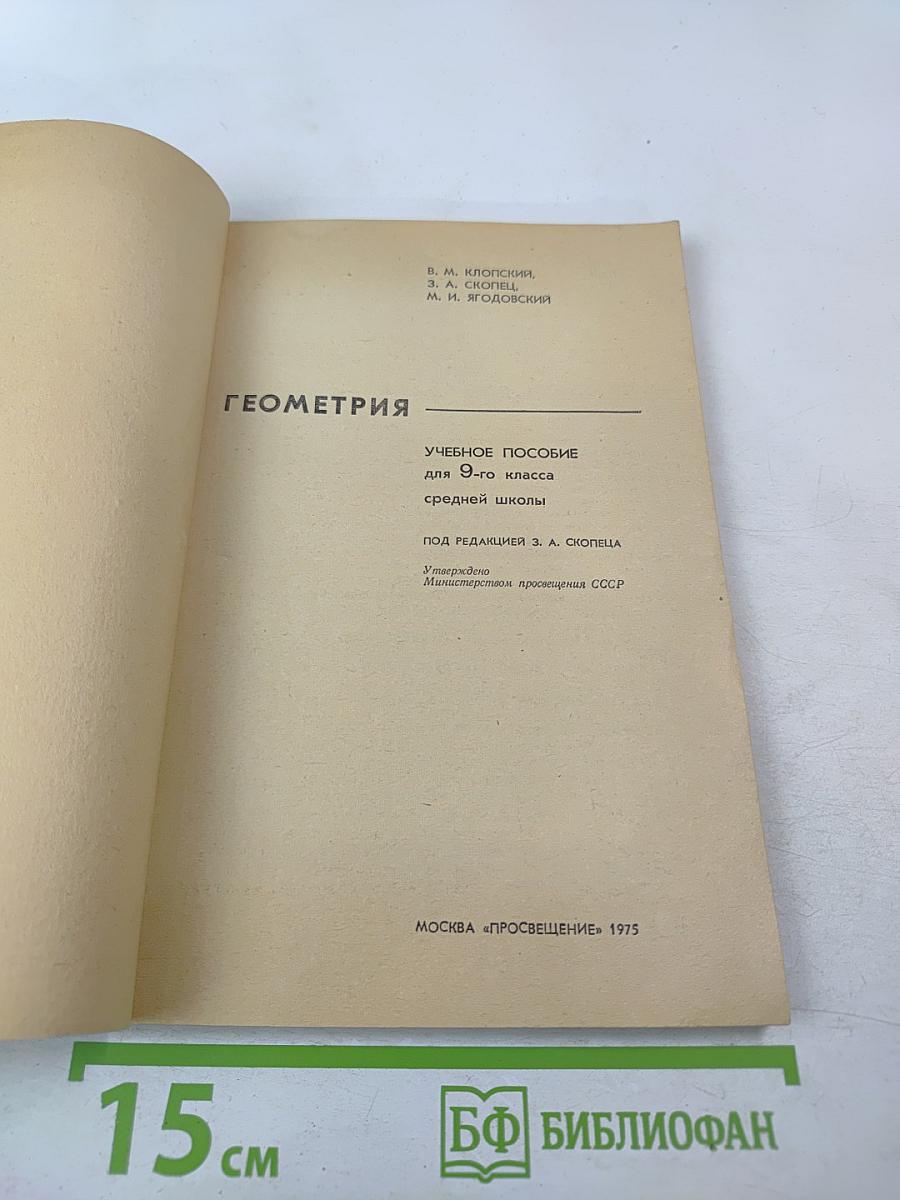 В. М. КЛОПСКИЙ,
З. А. СКОПЕЦ,
М. И. ЯГОДОВСКИЙ
ГЕОМЕТРИЯ
УЧЕБНОЕ ПОСОБИЕ
для 9-го класса
средней школы
ПОД РЕДАКЦИЕЙ З. А. СКОПЕЦА
Утверждено
Министерством просвещения СССР
МОСКВА «ПРОСВЕЩЕНИЕ» 1975
15 см
БФ БИБЛИОФАН